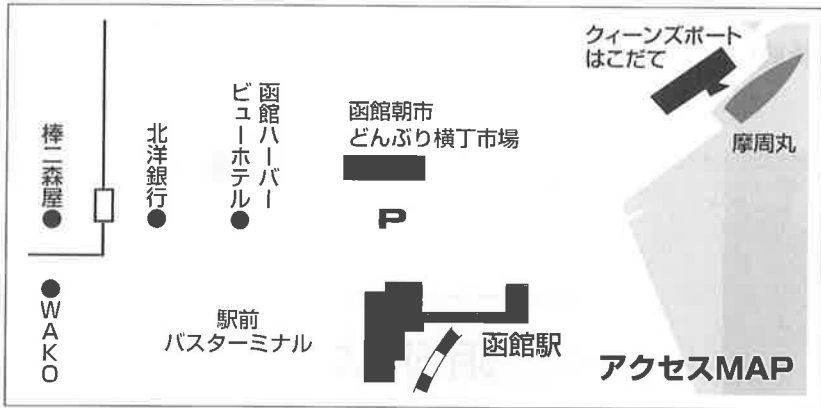 クィーンズポート
はこだて
摩周丸
函館朝市
どんぶり横丁市場
函館ハーバー
ビューホテル
北洋銀行
棒二森屋
P
WAKO
駅前
バスターミナル
函館駅
アクセスMAP